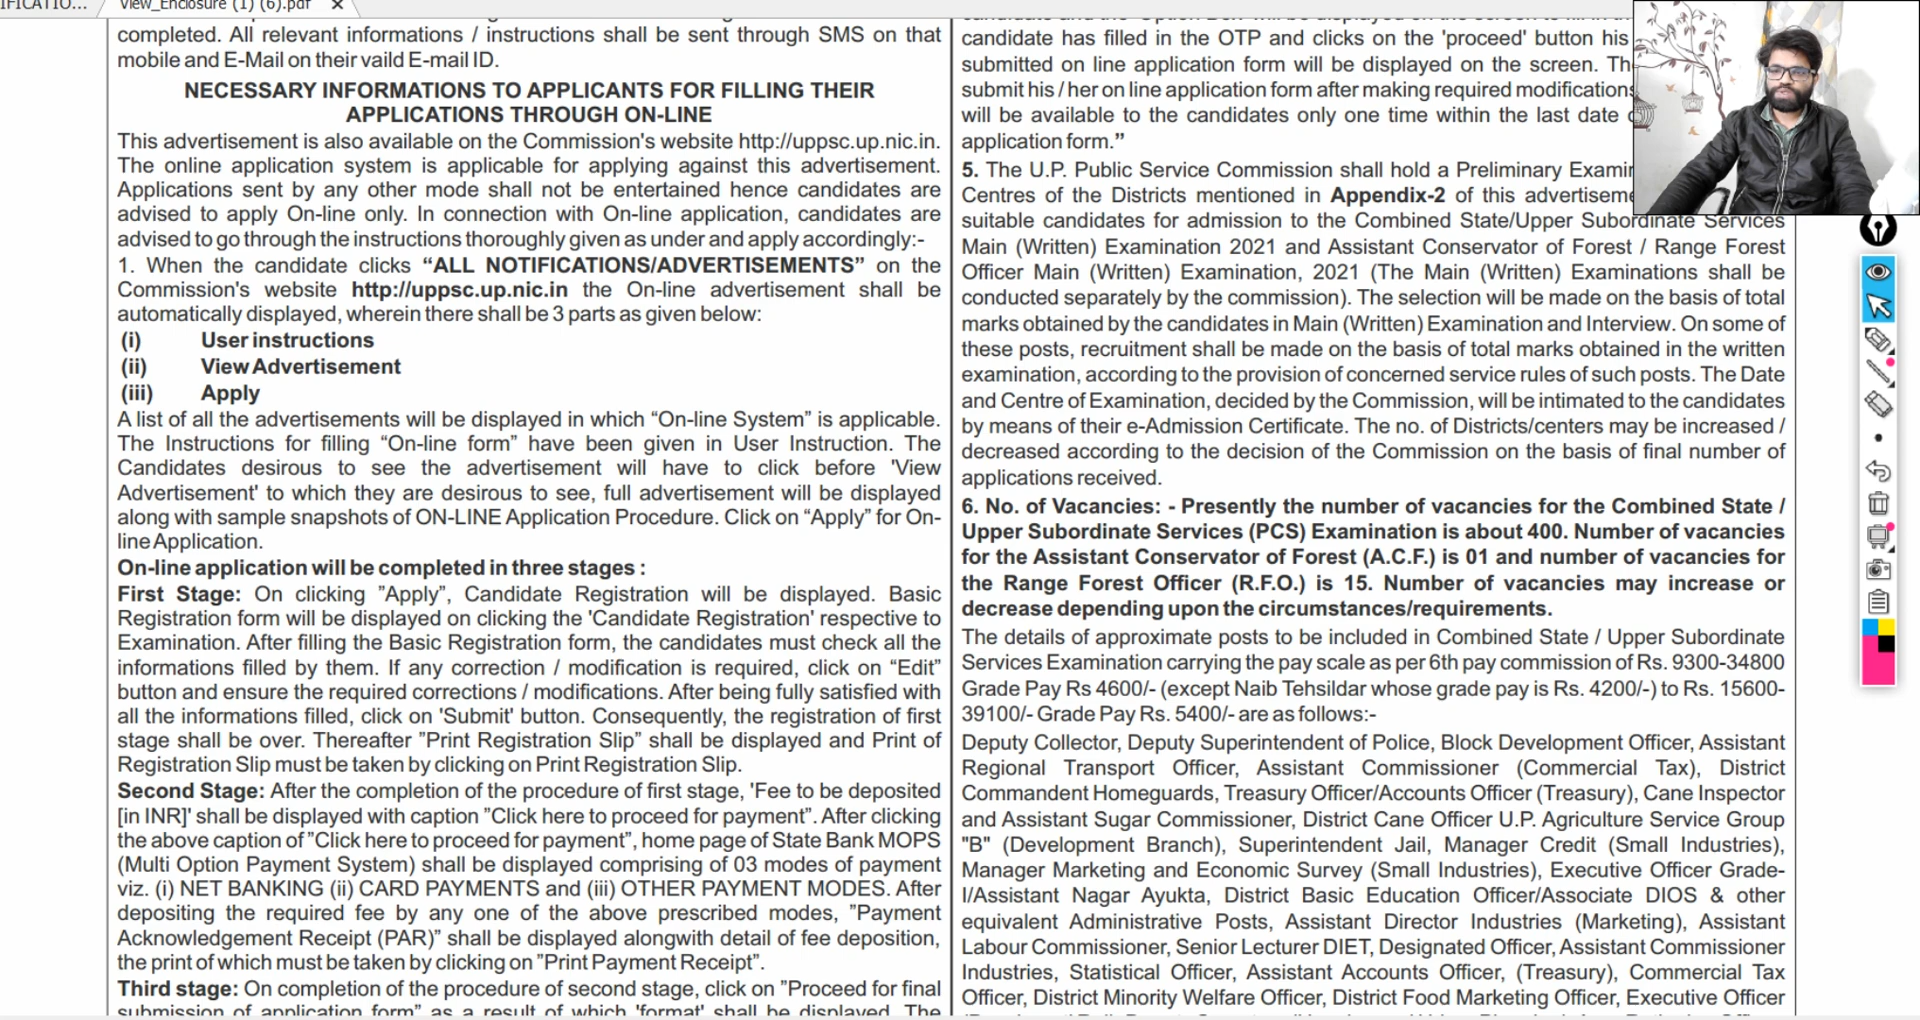 IFICATIO...
View_Enclosure (1) (6).pdf
completed. All relevant informations / instructions shall be sent through SMS on that
mobile and E-Mail on their vaild E-mail ID.
NECESSARY INFORMATIONS TO APPLICANTS FOR FILLING THEIR
APPLICATIONS THROUGH ON-LINE
This advertisement is also available on the Commission's website http://uppsc.up.nic.in.
The online application system is applicable for applying against this advertisement.
Applications sent by any other mode shall not be entertained hence candidates are
advised to apply On-line only. In connection with On-line application, candidates are
advised to go through the instructions thoroughly given as under and apply accordingly:-
1. When the candidate clicks “ALL NOTIFICATIONS/ADVERTISEMENTS” on the
Commission's website http://uppsc.up.nic.in the On-line advertisement shall be
automatically displayed, wherein there shall be 3 parts as given below:
(i) User instructions
(ii) View Advertisement
(iii) Apply
A list of all the advertisements will be displayed in which “On-line System” is applicable.
The Instructions for filling “On-line form” have been given in User Instruction. The
Candidates desirous to see the advertisement will have to click before 'View
Advertisement' to which they are desirous to see, full advertisement will be displayed
along with sample snapshots of ON-LINE Application Procedure. Click on “Apply” for On-
line Application.
On-line application will be completed in three stages :
First Stage: On clicking ”Apply”, Candidate Registration will be displayed. Basic
Registration form will be displayed on clicking the 'Candidate Registration' respective to
Examination. After filling the Basic Registration form, the candidates must check all the
informations filled by them. If any correction / modification is required, click on “Edit”
button and ensure the required corrections / modifications. After being fully satisfied with
all the informations filled, click on 'Submit' button. Consequently, the registration of first
stage shall be over. Thereafter ”Print Registration Slip” shall be displayed and Print of
Registration Slip must be taken by clicking on Print Registration Slip.
Second Stage: After the completion of the procedure of first stage, 'Fee to be deposited
[in INR]' shall be displayed with caption ”Click here to proceed for payment”. After clicking
the above caption of ”Click here to proceed for payment”, home page of State Bank MOPS
(Multi Option Payment System) shall be displayed comprising of 03 modes of payment
viz. (i) NET BANKING (ii) CARD PAYMENTS and (iii) OTHER PAYMENT MODES. After
depositing the required fee by any one of the above prescribed modes, ”Payment
Acknowledgement Receipt (PAR)” shall be displayed alongwith detail of fee deposition,
the print of which must be taken by clicking on ”Print Payment Receipt”.
Third stage: On completion of the procedure of second stage, click on ”Proceed for final
submission of application form” as a result of which 'format' shall be displayed. The
candidate has filled in the OTP and clicks on the 'proceed' button his
submitted on line application form will be displayed on the screen. Th
submit his / her on line application form after making required modifications
will be available to the candidates only one time within the last date
application form.”
5. The U.P. Public Service Commission shall hold a Preliminary Exami
Centres of the Districts mentioned in Appendix-2 of this advertiseme
suitable candidates for admission to the Combined State/Upper Subordinate Services
Main (Written) Examination 2021 and Assistant Conservator of Forest / Range Forest
Officer Main (Written) Examination, 2021 (The Main (Written) Examinations shall be
conducted separately by the commission). The selection will be made on the basis of total
marks obtained by the candidates in Main (Written) Examination and Interview. On some of
these posts, recruitment shall be made on the basis of total marks obtained in the written
examination, according to the provision of concerned service rules of such posts. The Date
and Centre of Examination, decided by the Commission, will be intimated to the candidates
by means of their e-Admission Certificate. The no. of Districts/centers may be increased /
decreased according to the decision of the Commission on the basis of final number of
applications received.
6. No. of Vacancies: - Presently the number of vacancies for the Combined State /
Upper Subordinate Services (PCS) Examination is about 400. Number of vacancies
for the Assistant Conservator of Forest (A.C.F.) is 01 and number of vacancies for
the Range Forest Officer (R.F.O.) is 15. Number of vacancies may increase or
decrease depending upon the circumstances/requirements.
The details of approximate posts to be included in Combined State / Upper Subordinate
Services Examination carrying the pay scale as per 6th pay commission of Rs. 9300-34800
Grade Pay Rs 4600/- (except Naib Tehsildar whose grade pay is Rs. 4200/-) to Rs. 15600-
39100/- Grade Pay Rs. 5400/- are as follows:-
Deputy Collector, Deputy Superintendent of Police, Block Development Officer, Assistant
Regional Transport Officer, Assistant Commissioner (Commercial Tax), District
Commandent Homeguards, Treasury Officer/Accounts Officer (Treasury), Cane Inspector
and Assistant Sugar Commissioner, District Cane Officer U.P. Agriculture Service Group
"B" (Development Branch), Superintendent Jail, Manager Credit (Small Industries),
Manager Marketing and Economic Survey (Small Industries), Executive Officer Grade-
I/Assistant Nagar Ayukta, District Basic Education Officer/Associate DIOS & other
equivalent Administrative Posts, Assistant Director Industries (Marketing), Assistant
Labour Commissioner, Senior Lecturer DIET, Designated Officer, Assistant Commissioner
Industries, Statistical Officer, Assistant Accounts Officer, (Treasury), Commercial Tax
Officer, District Minority Welfare Officer, District Food Marketing Officer, Executive Officer